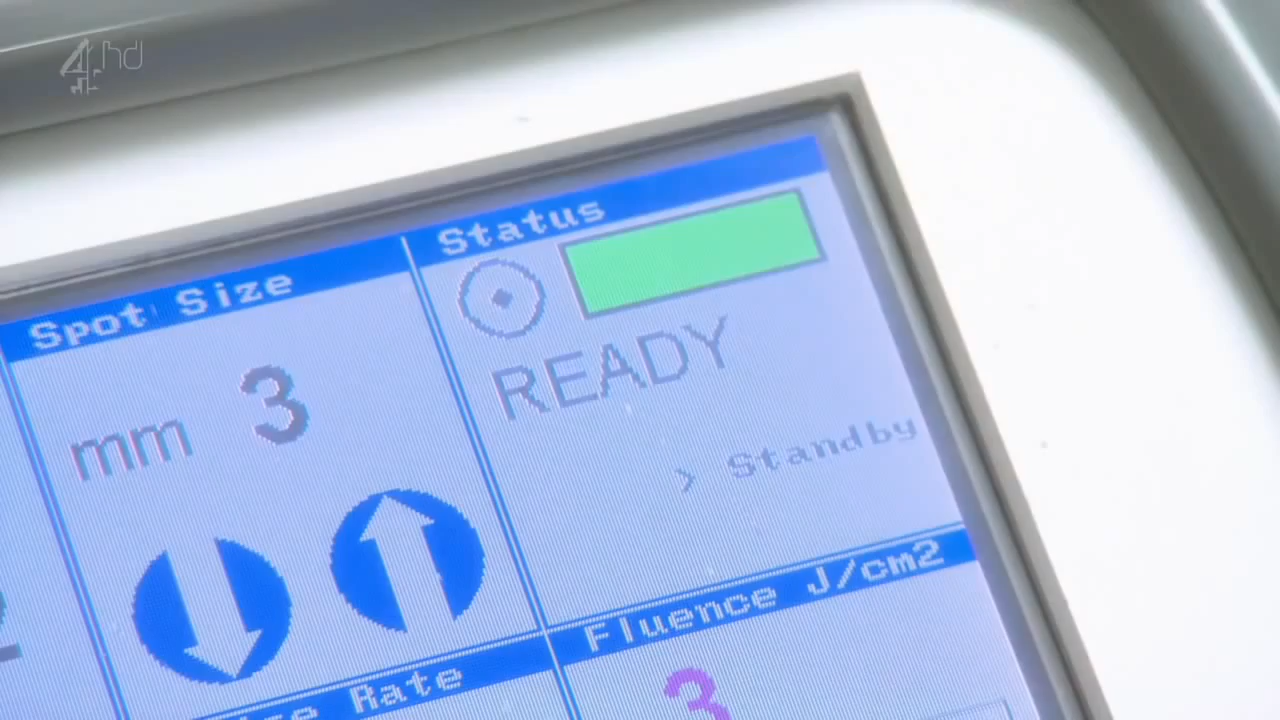 4hd
Status
Spot Size
READY
mm 3
> Standby
Fluence J/cm2
Rate
3